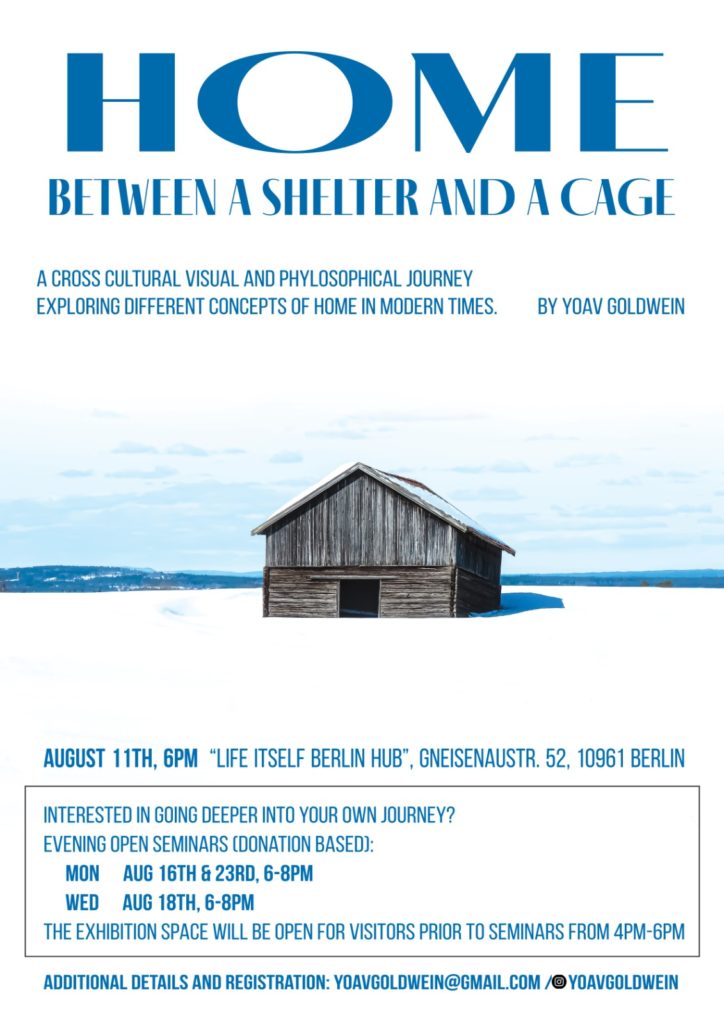 HOME
BETWEEN A SHELTER AND A CAGE
A CROSS CULTURAL VISUAL AND PHYLOSOPHICAL JOURNEY
EXPLORING DIFFERENT CONCEPTS OF HOME IN MODERN TIMES. BY YOAV GOLDWEIN
AUGUST 11TH, 6PM “LIFE ITSELF BERLIN HUB”, GNEISENAUSTR. 52, 10961 BERLIN
INTERESTED IN GOING DEEPER INTO YOUR OWN JOURNEY?
EVENING OPEN SEMINARS (DONATION BASED):
MON AUG 16TH & 23RD, 6-8PM
WED AUG 18TH, 6-8PM
THE EXHIBITION SPACE WILL BE OPEN FOR VISITORS PRIOR TO SEMINARS FROM 4PM-6PM
ADDITIONAL DETAILS AND REGISTRATION: YOAVGOLDWEIN@GMAIL.COM / YOAVGOLDWEIN